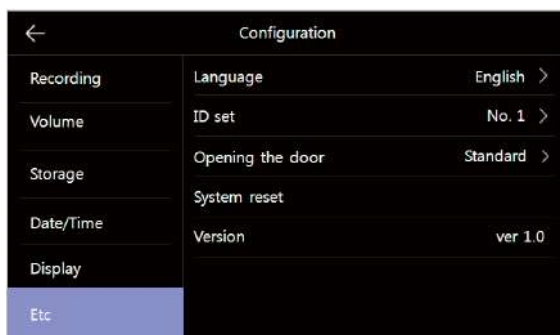 Configuration
Recording
Volume
Storage
Date/Time
Display
Etc
Language English
ID set No. 1
Opening the door Standard
System reset
Version ver 1.0